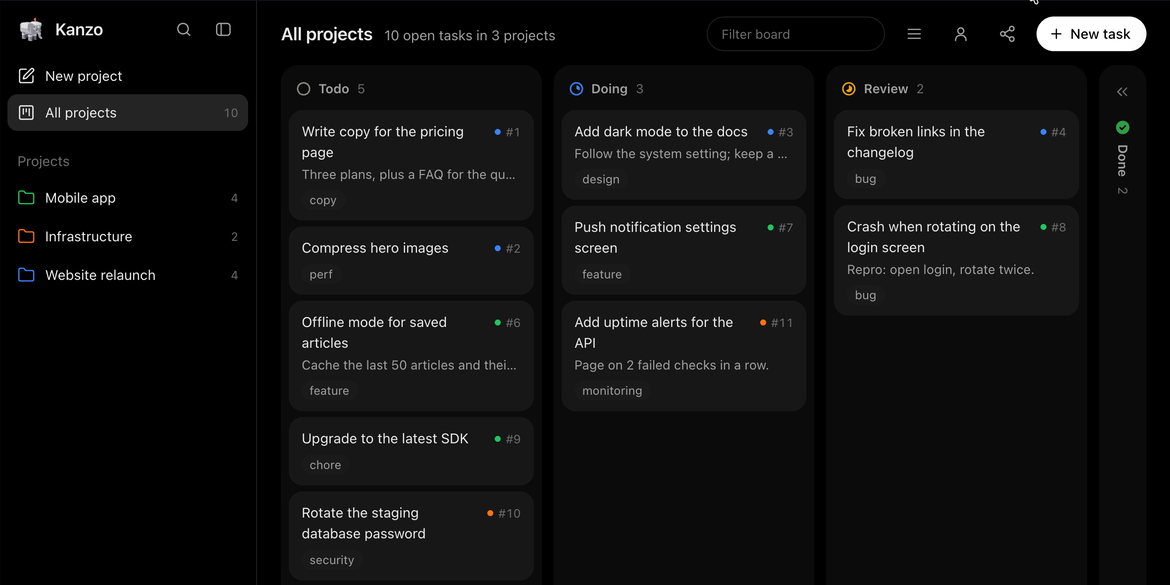 Kanzo
New project
All projects 10
Projects
Mobile app 4
Infrastructure 2
Website relaunch 4
All projects 10 open tasks in 3 projects
Filter board
+ New task
Todo 5
Write copy for the pricing #1
page
Three plans, plus a FAQ for the qu...
copy
Compress hero images #2
perf
Offline mode for saved #6
articles
Cache the last 50 articles and thei...
feature
Upgrade to the latest SDK #9
chore
Rotate the staging #10
database password
security
Doing 3
Add dark mode to the docs #3
Follow the system setting; keep a ...
design
Push notification settings #7
screen
feature
Add uptime alerts for the #11
API
Page on 2 failed checks in a row.
monitoring
Review 2
Fix broken links in the #4
changelog
bug
Crash when rotating on the #8
login screen
Repro: open login, rotate twice.
bug
Done 2